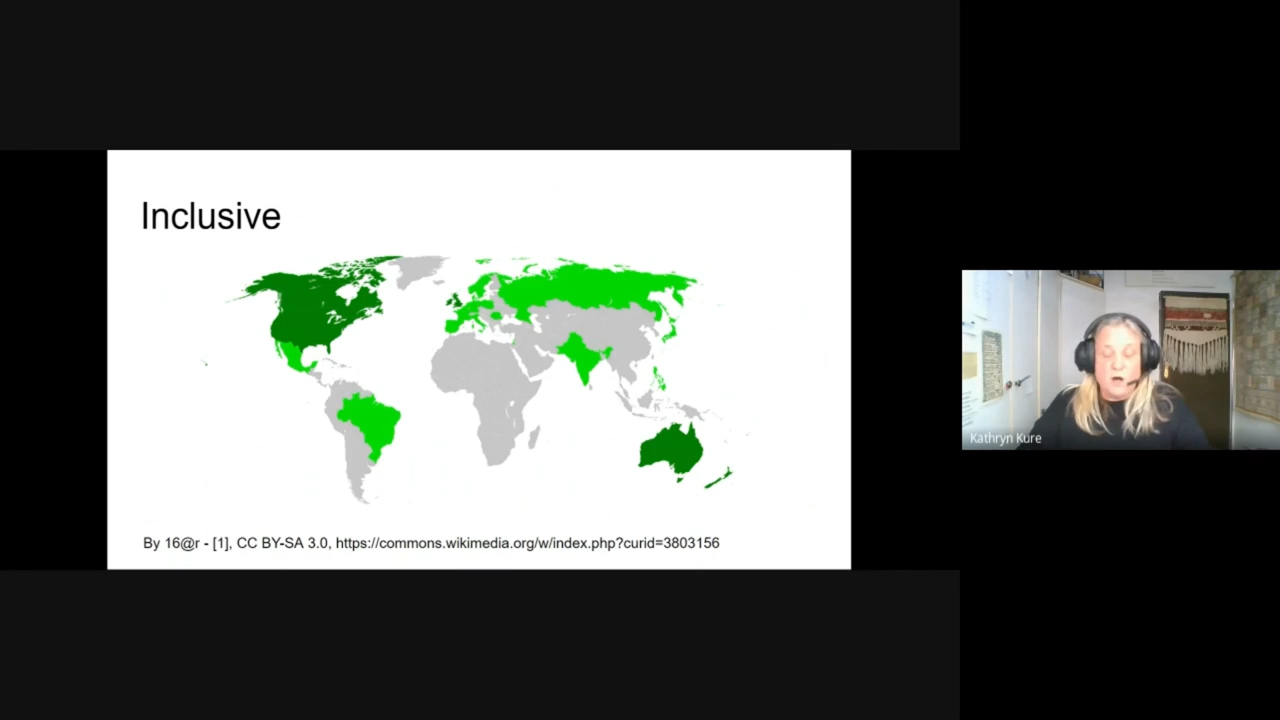 Inclusive
By 16@r - [1], CC BY-SA 3.0, https://commons.wikimedia.org/w/index.php?curid=3803156
Kathryn Kure